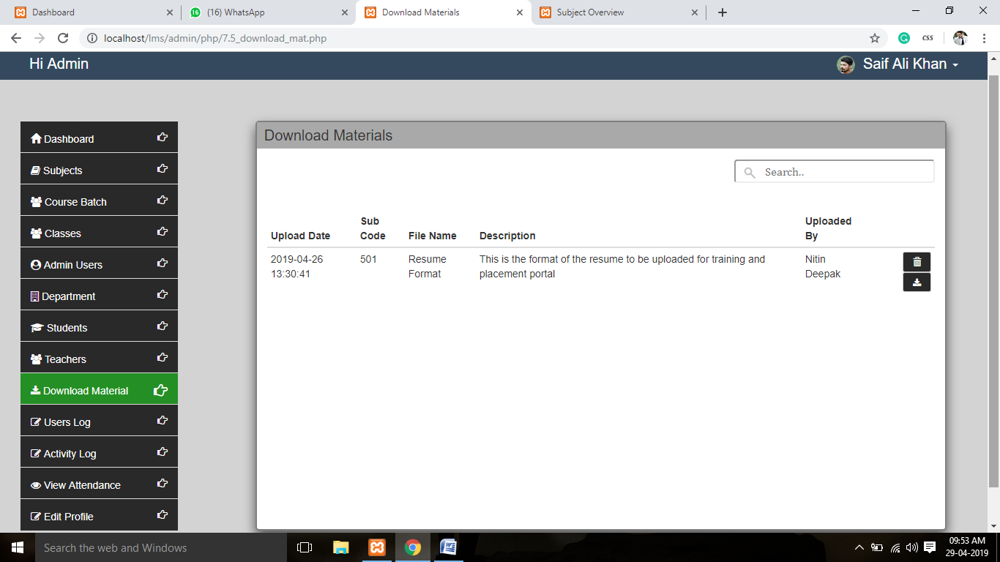 Dashboard
(16) WhatsApp
Download Materials
Subject Overview
localhost/lms/admin/php/7.5_download_mat.php
css
Hi Admin
Saif Ali Khan
Dashboard
Subjects
Course Batch
Classes
Admin Users
Department
Students
Teachers
Download Material
Users Log
Activity Log
View Attendance
Edit Profile
Download Materials
Search..
Upload Date
Sub
Code
File Name
Description
Uploaded
By
2019-04-26
13:30:41
501
Resume
Format
This is the format of the resume to be uploaded for training and
placement portal
Nitin
Deepak
Search the web and Windows
09:53 AM
29-04-2019